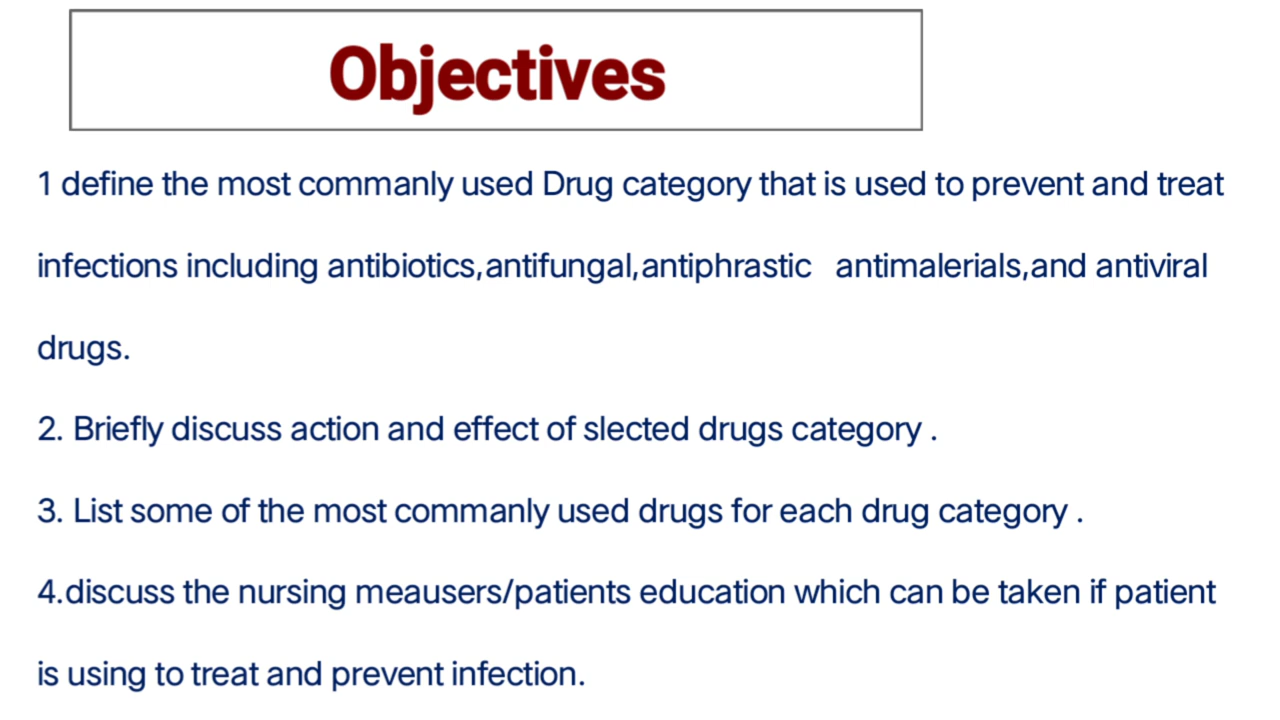 Objectives
1 define the most commanly used Drug category that is used to prevent and treat
infections including antibiotics,antifungal,antiphrastic antimalerials,and antiviral
drugs.
2. Briefly discuss action and effect of slected drugs category .
3. List some of the most commanly used drugs for each drug category .
4.discuss the nursing meausers/patients education which can be taken if patient
is using to treat and prevent infection.